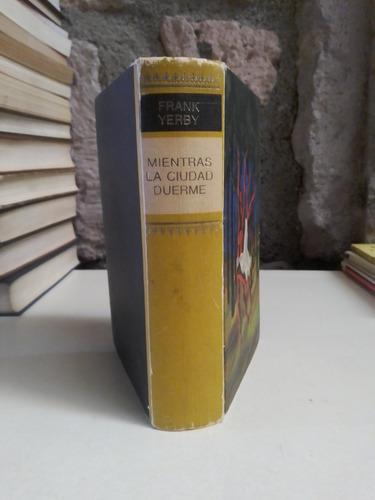 FRANK
YERBY
MIENTRAS
LA CIUDAD
DUERME